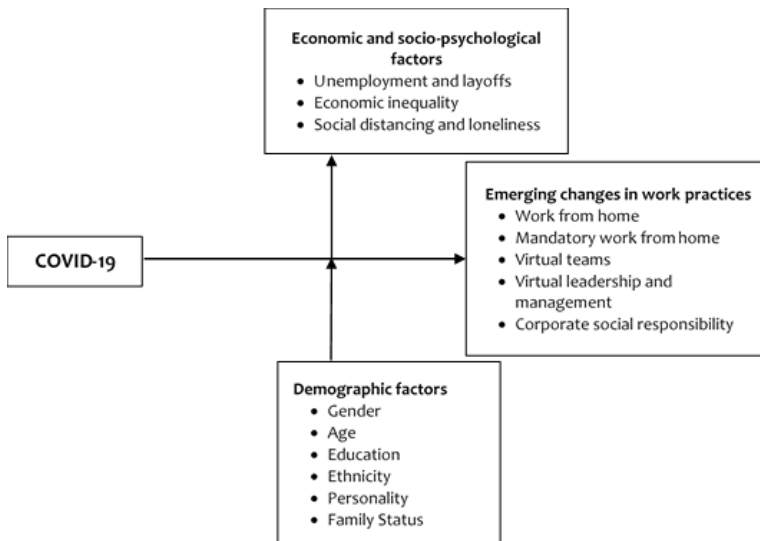 Economic and socio-psychological
factors
• Unemployment and layoffs
• Economic inequality
• Social distancing and loneliness
Emerging changes in work practices
• Work from home
• Mandatory work from home
• Virtual teams
• Virtual leadership and
management
• Corporate social responsibility
COVID-19
Demographic factors
• Gender
• Age
• Education
• Ethnicity
• Personality
• Family Status